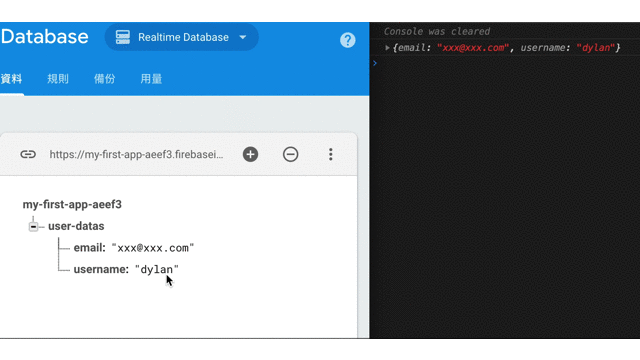 Database
Realtime Database
資料 規則 備份 用量
https://my-first-app-aeef3.firebasei...
my-first-app-aeef3
user-datas
email: "xxx@xxx.com"
username: "dylan"
Console was cleared
{email: "xxx@xxx.com", username: "dylan"}